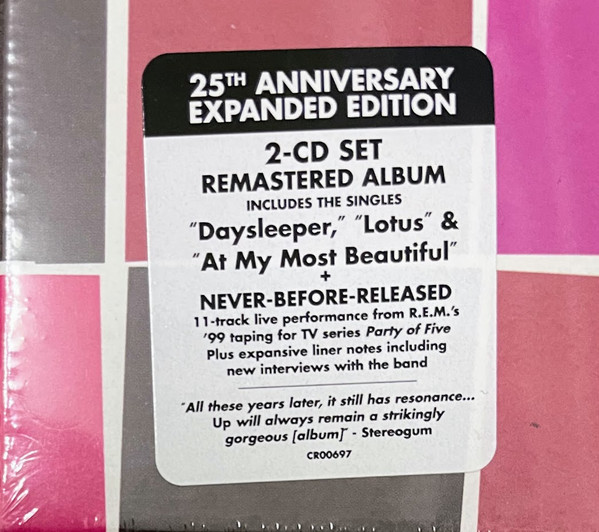 25TH ANNIVERSARY
EXPANDED EDITION
2-CD SET
REMASTERED ALBUM
INCLUDES THE SINGLES
"Daysleeper," "Lotus" &
"At My Most Beautiful"
+
NEVER-BEFORE-RELEASED
11-track live performance from R.E.M.'s
'99 taping for TV series Party of Five
Plus expansive liner notes including
new interviews with the band
"All these years later, it still has resonance...
Up will always remain a strikingly
gorgeous [album]" - Stereogum
CR00697